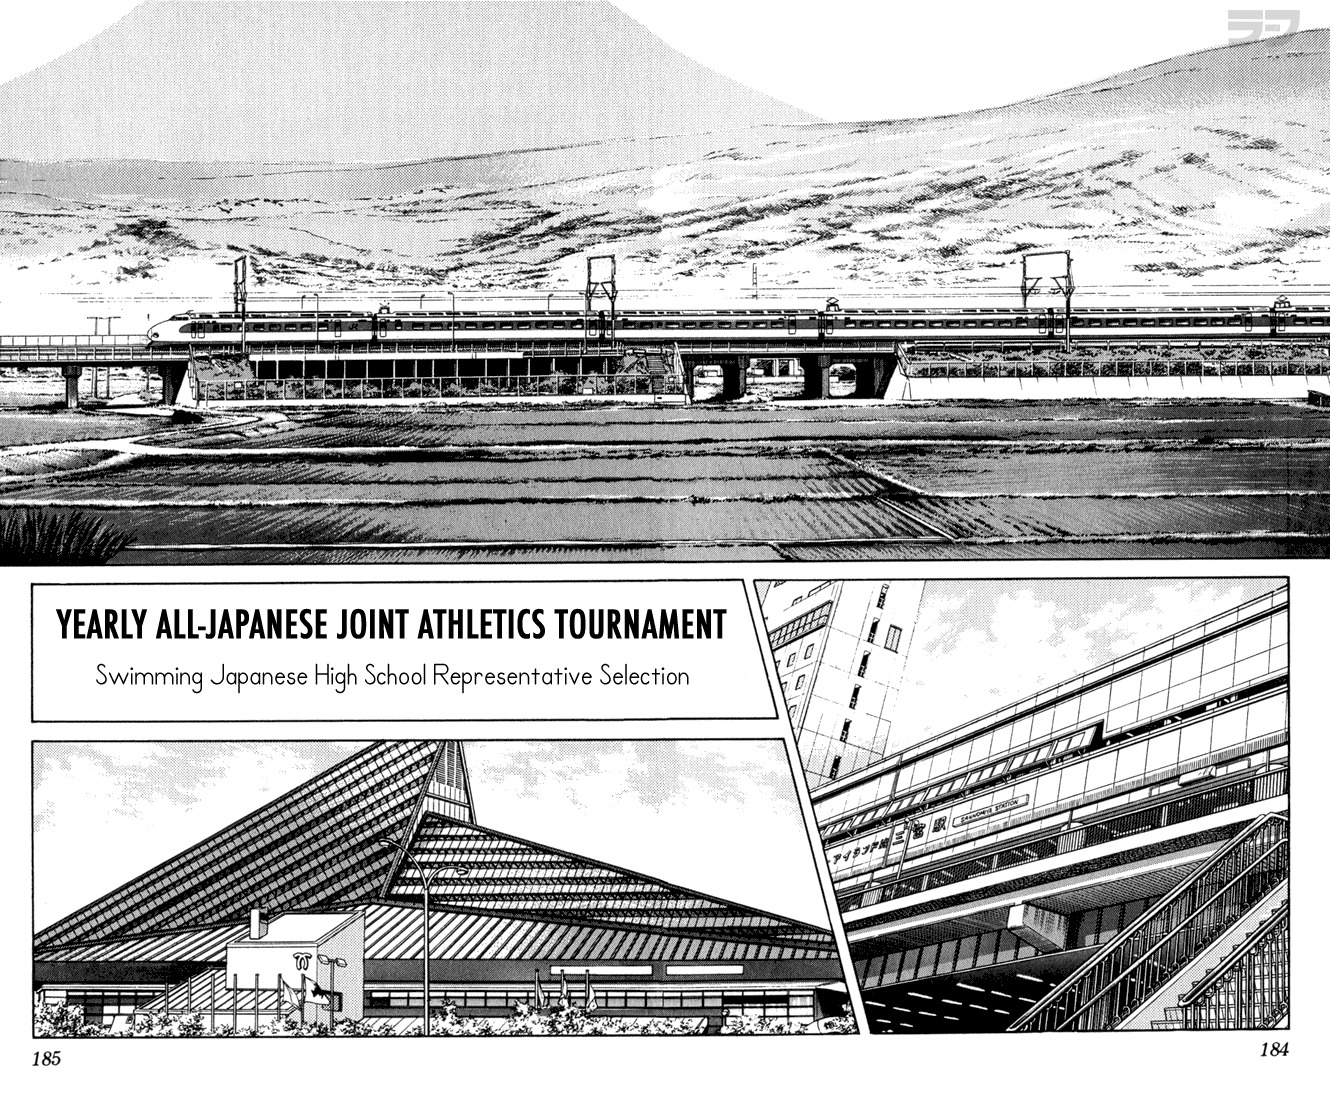 ラフ
JR
YEARLY ALL-JAPANESE JOINT ATHLETICS TOURNAMENT
Swimming Japanese High School Representative Selection
三宮駅
SANNOMIYA STATION
アイランド線
185
184